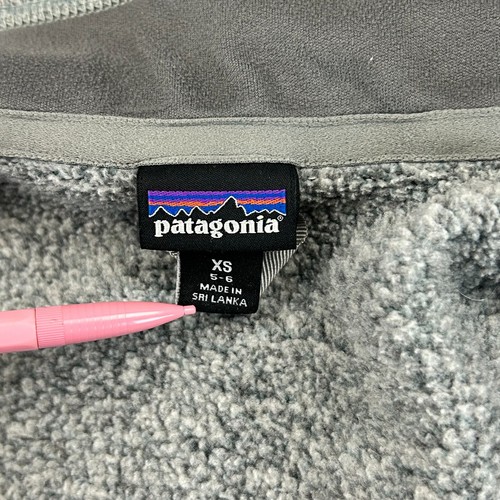 patagonia®
XS
5-6
MADE IN
SRI LANKA